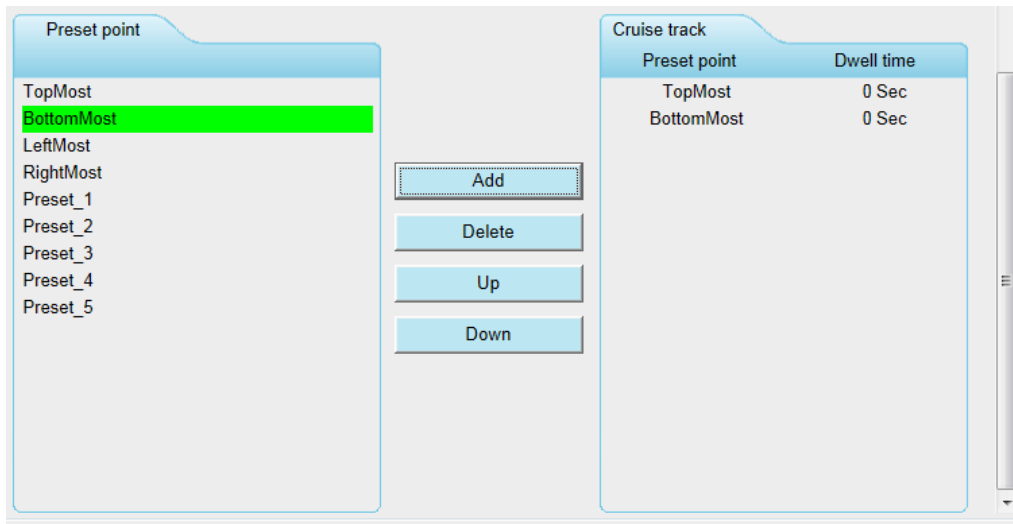 Preset point
TopMost
BottomMost
LeftMost
RightMost
Preset_1
Preset_2
Preset_3
Preset_4
Preset_5
Add
Delete
Up
Down
Cruise track
Preset point Dwell time
TopMost 0 Sec
BottomMost 0 Sec